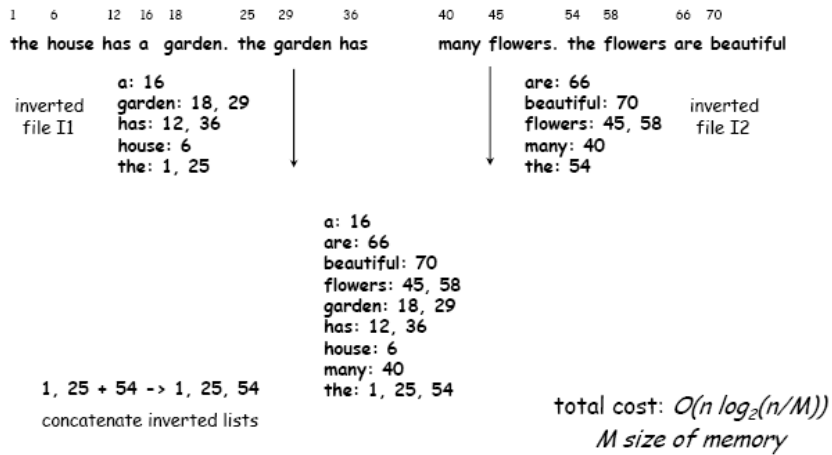 1 6 12 16 18 25 29 36 40 45 54 58 66 70
the house has a garden. the garden has many flowers. the flowers are beautiful
inverted
file I1
a: 16
garden: 18, 29
has: 12, 36
house: 6
the: 1, 25
are: 66
beautiful: 70
flowers: 45, 58
many: 40
the: 54
inverted
file I2
a: 16
are: 66
beautiful: 70
flowers: 45, 58
garden: 18, 29
has: 12, 36
house: 6
many: 40
the: 1, 25, 54
1, 25 + 54 -> 1, 25, 54
concatenate inverted lists
total cost: O(n log₂(n/M))
M size of memory